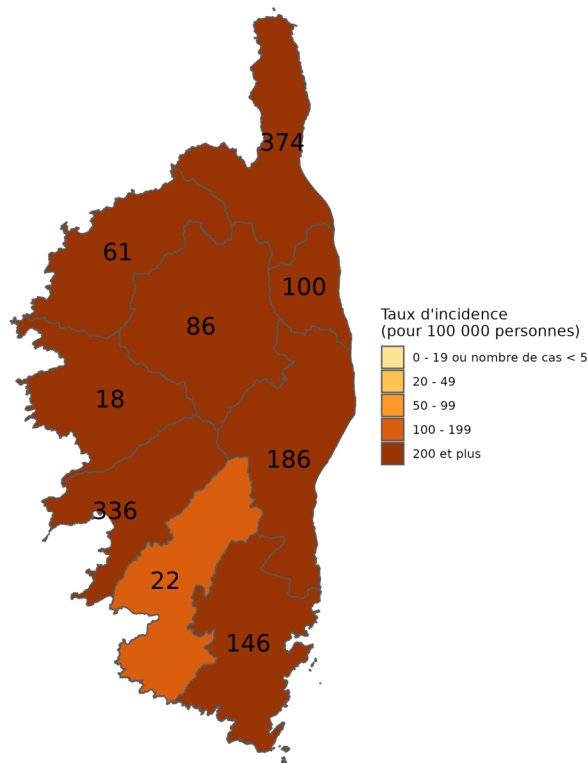 374
61
100
86
18
186
336
22
146
Taux d'incidence
(pour 100 000 personnes)
0 - 19 ou nombre de cas < 5
20 - 49
50 - 99
100 - 199
200 et plus